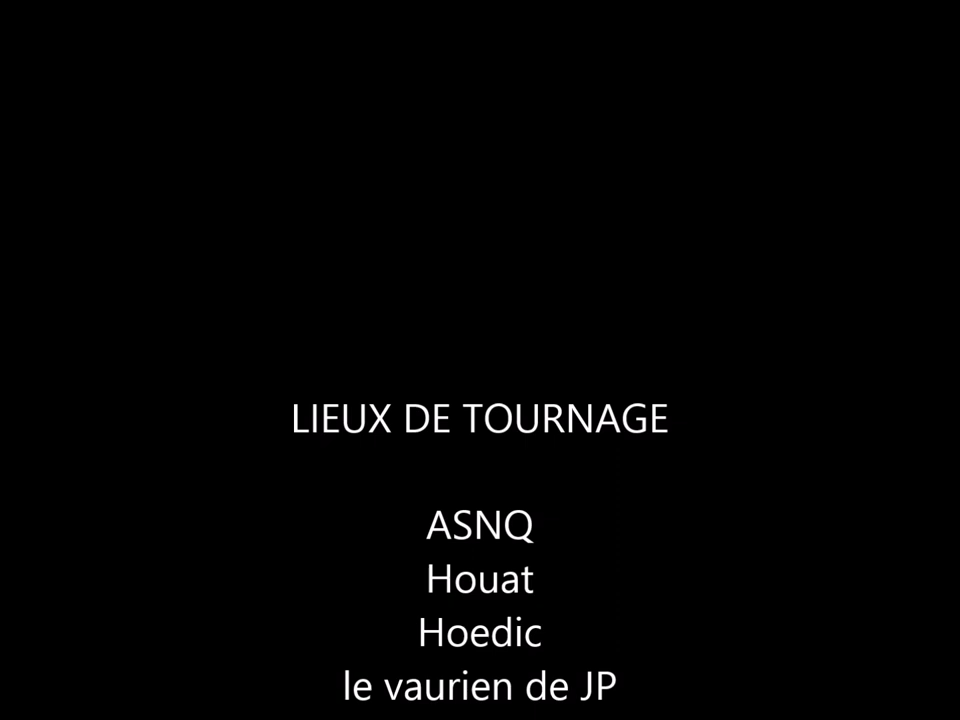 LIEUX DE TOURNAGE
ASNQ
Houat
Hoedic
le vaurien de JP